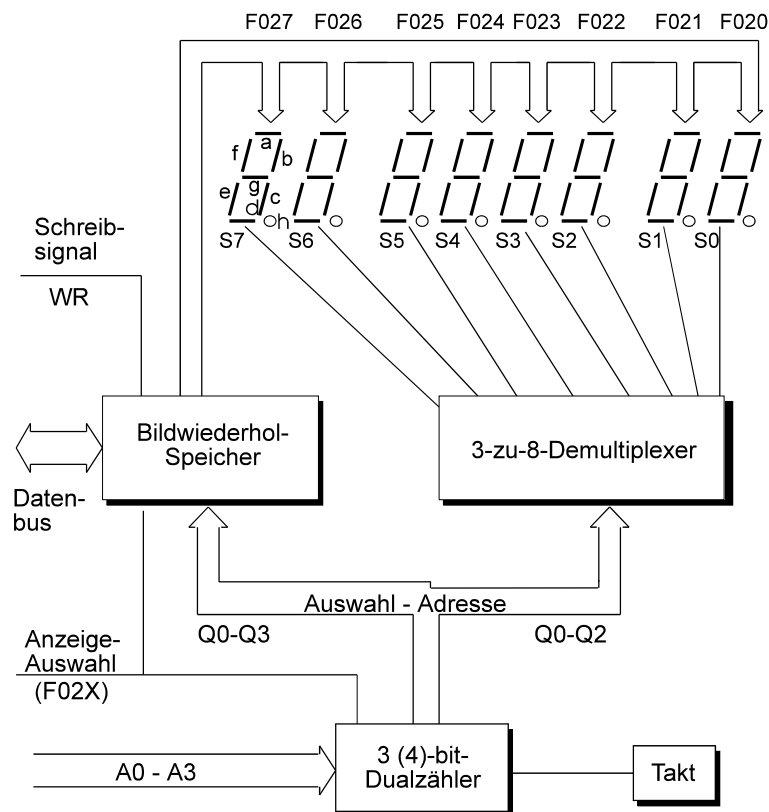 F027 F026 F025 F024 F023 F022 F021 F020
a
f b
g
e d c
h
S7 S6 S5 S4 S3 S2 S1 S0
Schreib-
signal
WR
Bildwiederhol-
Speicher
3-zu-8-Demultiplexer
Daten-
bus
Auswahl - Adresse
Q0-Q3 Q0-Q2
Anzeige-
Auswahl
(F02X)
3 (4)-bit-
Dualzähler
A0 - A3
Takt